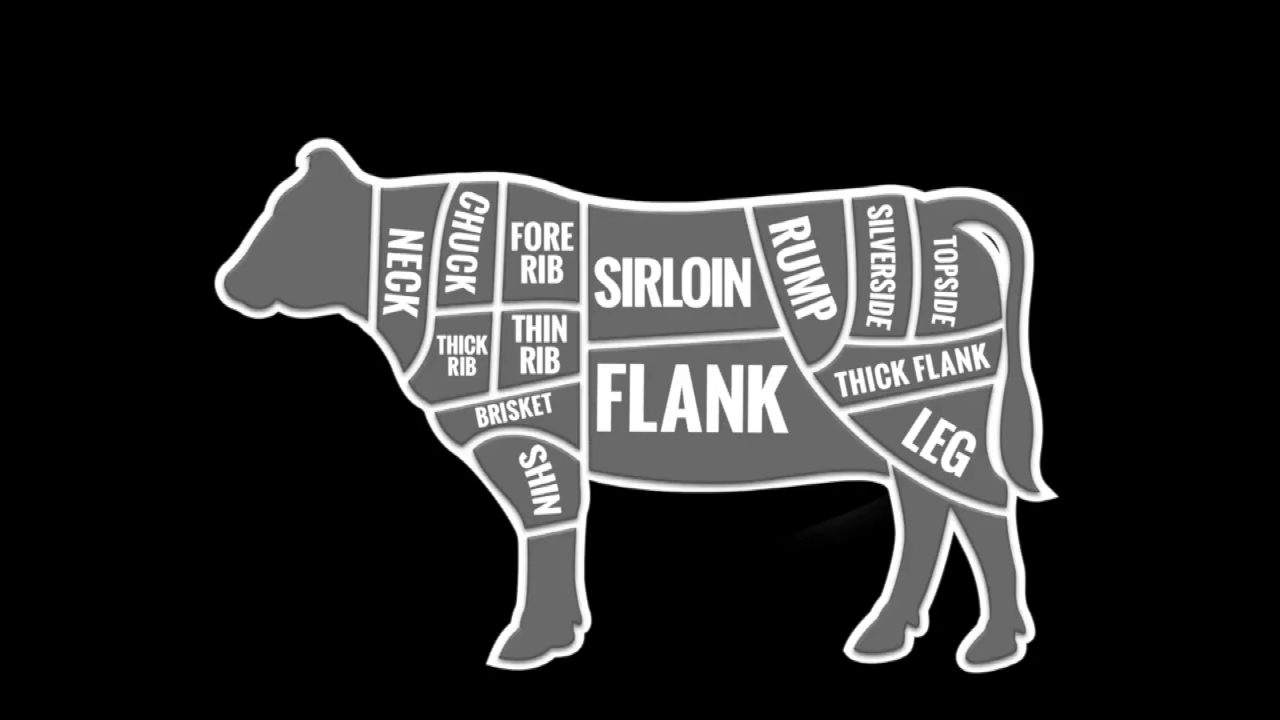 NECK
CHUCK
FORE
RIB
SIRLOIN
RUMP
SILVERSIDE
TOPSIDE
THICK
RIB
THIN
RIB
FLANK
THICK FLANK
BRISKET
LEG
SHIN